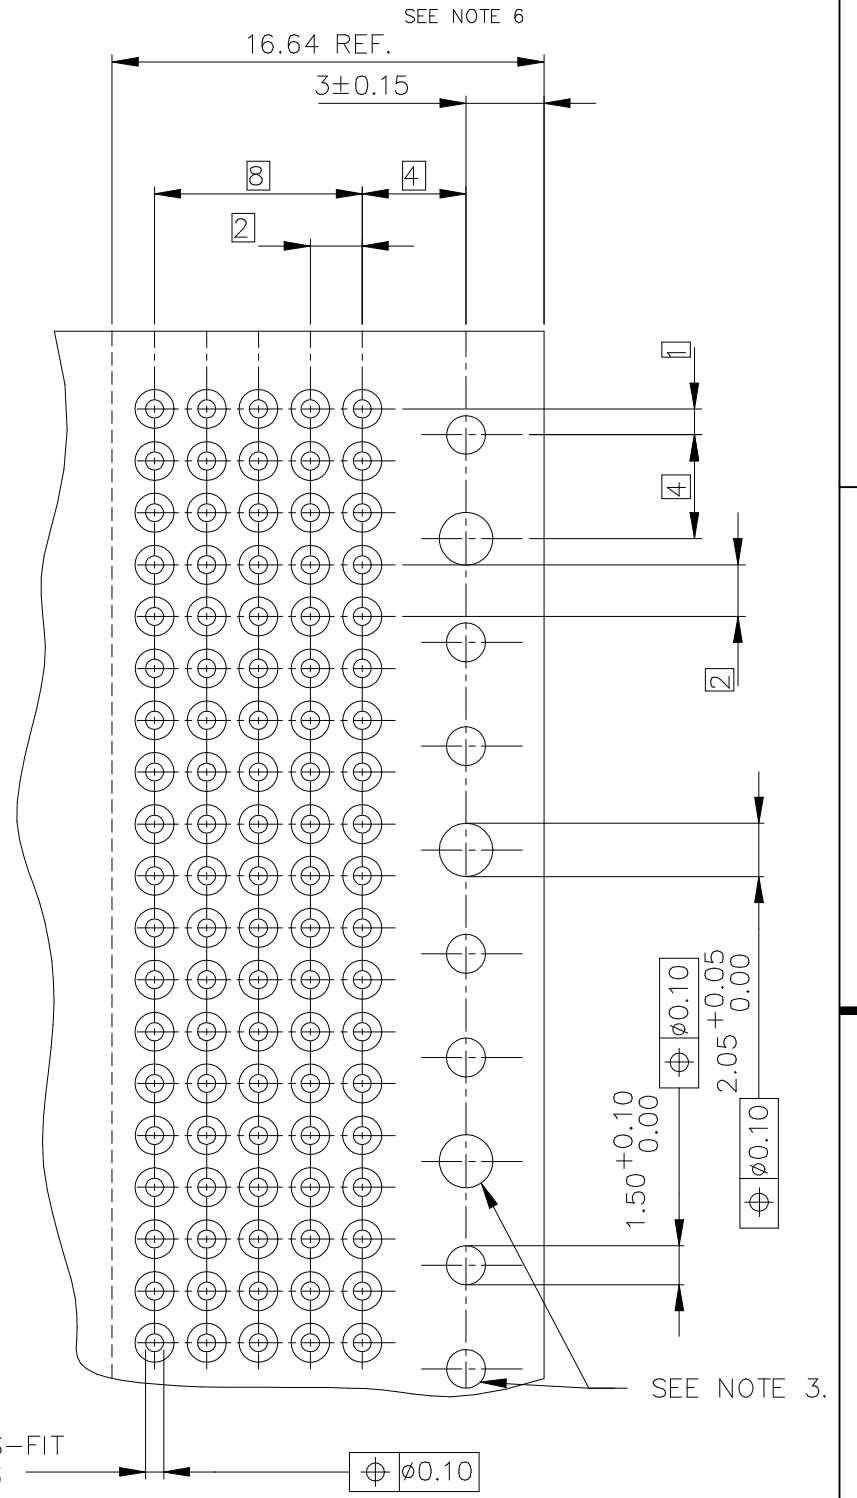 SEE NOTE 6
16.64 REF.
3±0.15
8
4
2
1
4
2
⌖ ø0.10
2.05 +0.05 0.00
1.50 +0.10 0.00
⌖ ø0.10
SEE NOTE 3.
-FIT
⌖ ø0.10